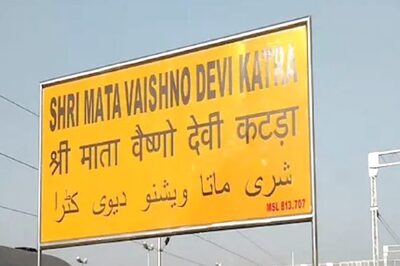 SHRI MATA VAISHNO DEVI KATRA
श्री माता वैष्णो देवी कटड़ा
شری ماتا ویشنو دیوی کٹرا
MSL 813.707